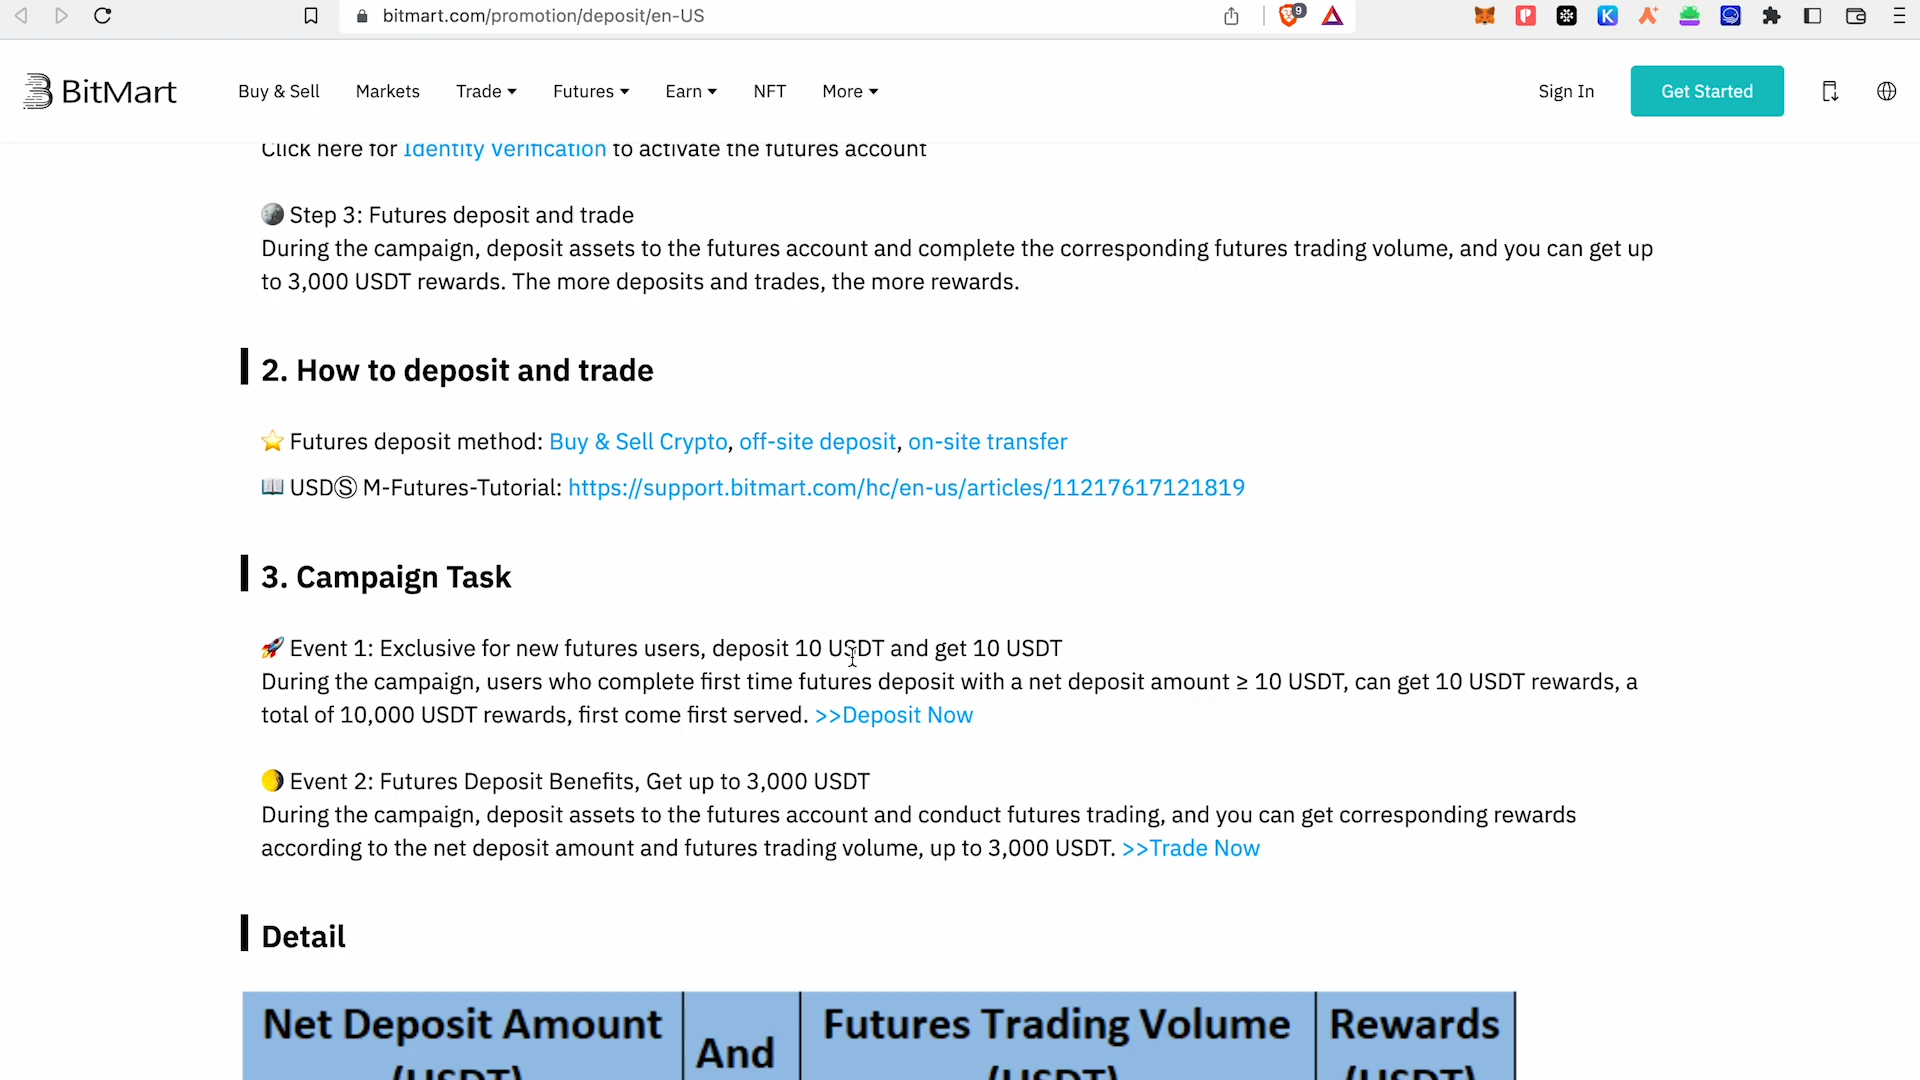 bitmart.com/promotion/deposit/en-US
9
BitMart
Buy & Sell
Markets
Trade
Futures
Earn
NFT
More
Sign In
Get Started
Click here for Identity Verification to activate the futures account
Step 3: Futures deposit and trade
During the campaign, deposit assets to the futures account and complete the corresponding futures trading volume, and you can get up
to 3,000 USDT rewards. The more deposits and trades, the more rewards.
2. How to deposit and trade
Futures deposit method: Buy & Sell Crypto, off-site deposit, on-site transfer
USDⓈ M-Futures-Tutorial: https://support.bitmart.com/hc/en-us/articles/11217617121819
3. Campaign Task
Event 1: Exclusive for new futures users, deposit 10 USDT and get 10 USDT
During the campaign, users who complete first time futures deposit with a net deposit amount ≥ 10 USDT, can get 10 USDT rewards, a
total of 10,000 USDT rewards, first come first served. >>Deposit Now
Event 2: Futures Deposit Benefits, Get up to 3,000 USDT
During the campaign, deposit assets to the futures account and conduct futures trading, and you can get corresponding rewards
according to the net deposit amount and futures trading volume, up to 3,000 USDT. >>Trade Now
Detail
Net Deposit Amount
(USDT)
And
Futures Trading Volume
(USDT)
Rewards
(USDT)